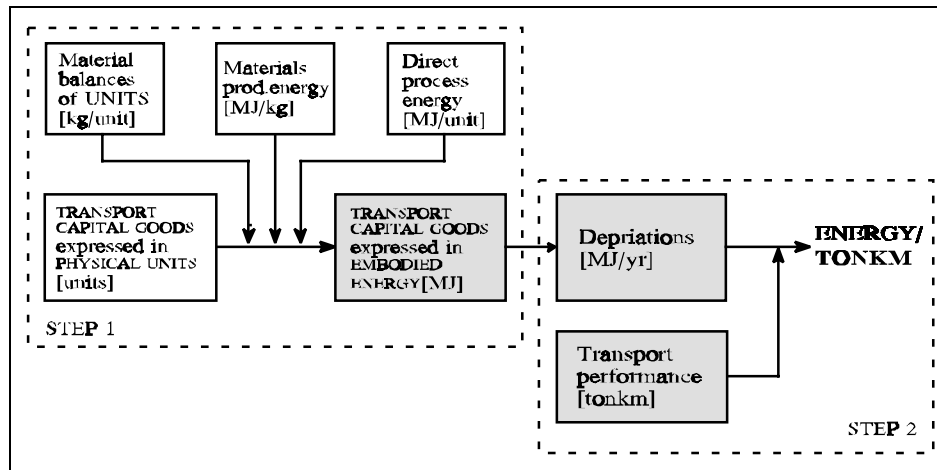 Material
balances
of UNITS
[kg/unit]
Materials
prod.energy
[MJ/kg]
Direct
process
energy
[MJ/unit]
TRANSPORT
CAPITAL GOODS
expressed in
PHYSICAL UNITS
[units]
TRANSPORT
CAPITAL GOODS
expressed in
EMBODIED
ENERGY[MJ]
STEP 1
Depriations
[MJ/yr]
ENERGY/
TONKM
Transport
performance
[tonkm]
STEP 2